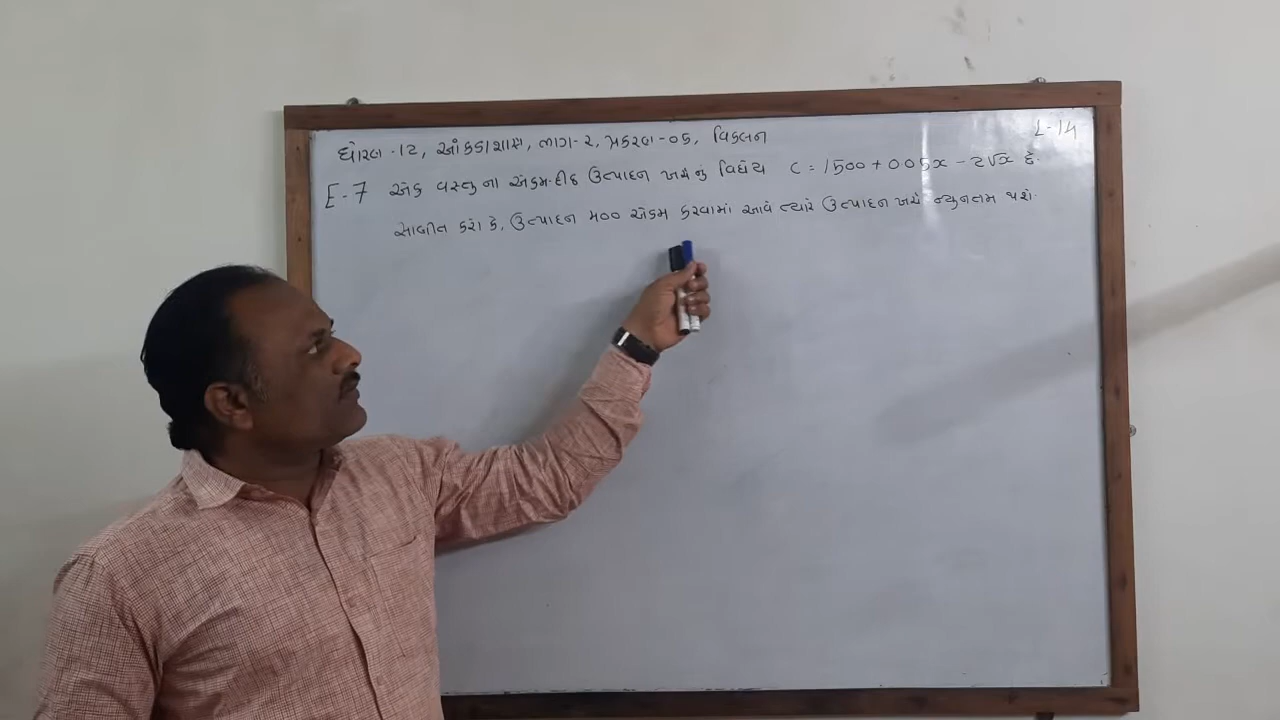 ધોરણ-12, આંકડાશાસ્ત્ર, ભાગ-2, પ્રકરણ-05, વિકલન
L-14
E-7 એક વસ્તુના એકમદીઠ ઉત્પાદન ખર્ચનું વિધેય C = 1500 + 0.05x - 2√x છે.
સાબીત કરો કે, ઉત્પાદન 400 એકમ કરવામાં આવે ત્યારે ઉત્પાદન ખર્ચ ન્યુનતમ થશે.